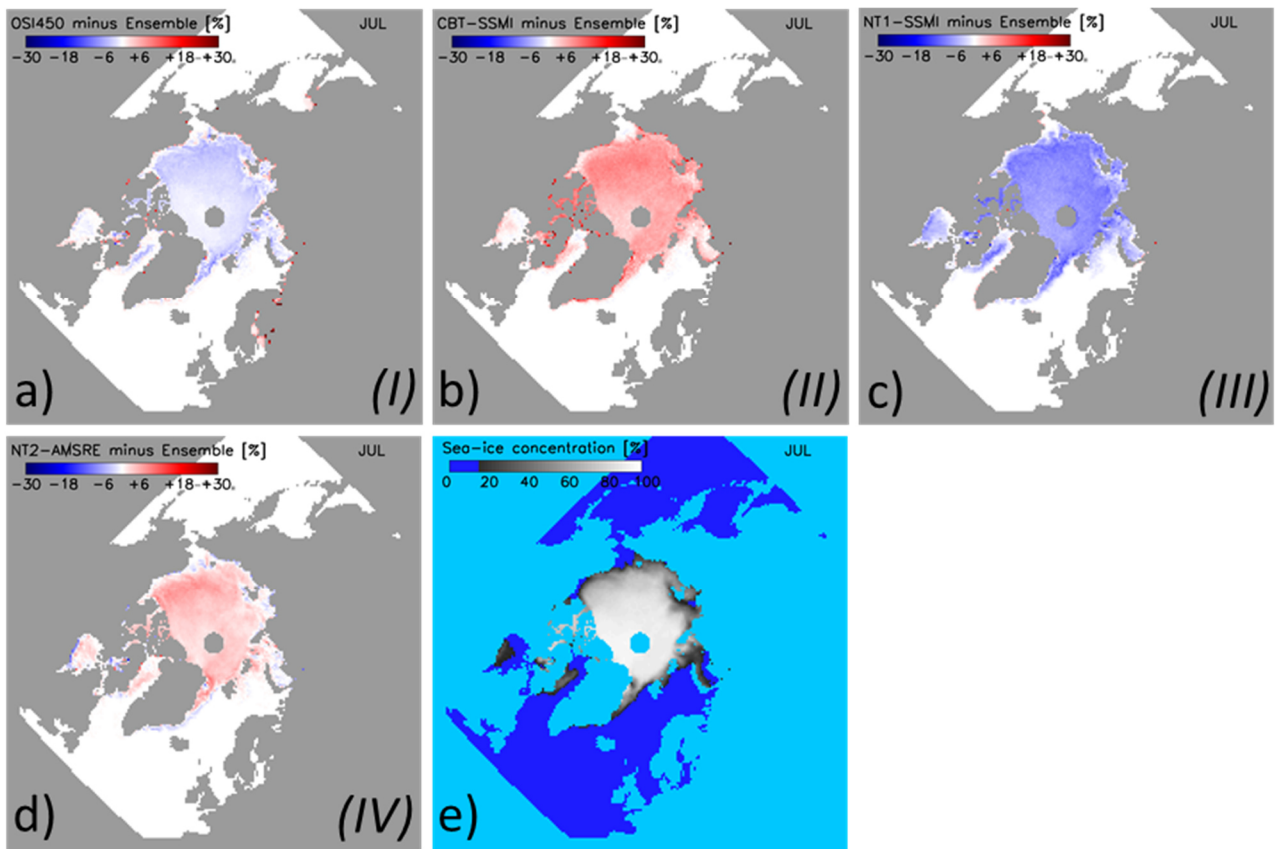 OSI450 minus Ensemble [%] JUL
-30 -18 -6 +6 +18 +30
a) (I)
CBT-SSMI minus Ensemble [%] JUL
-30 -18 -6 +6 +18 +30
b) (II)
NT1-SSMI minus Ensemble [%] JUL
-30 -18 -6 +6 +18 +30
c) (III)
NT2-AMSRE minus Ensemble [%] JUL
-30 -18 -6 +6 +18 +30
d) (IV)
Sea-ice concentration [%] JUL
0 20 40 60 80 100
e)